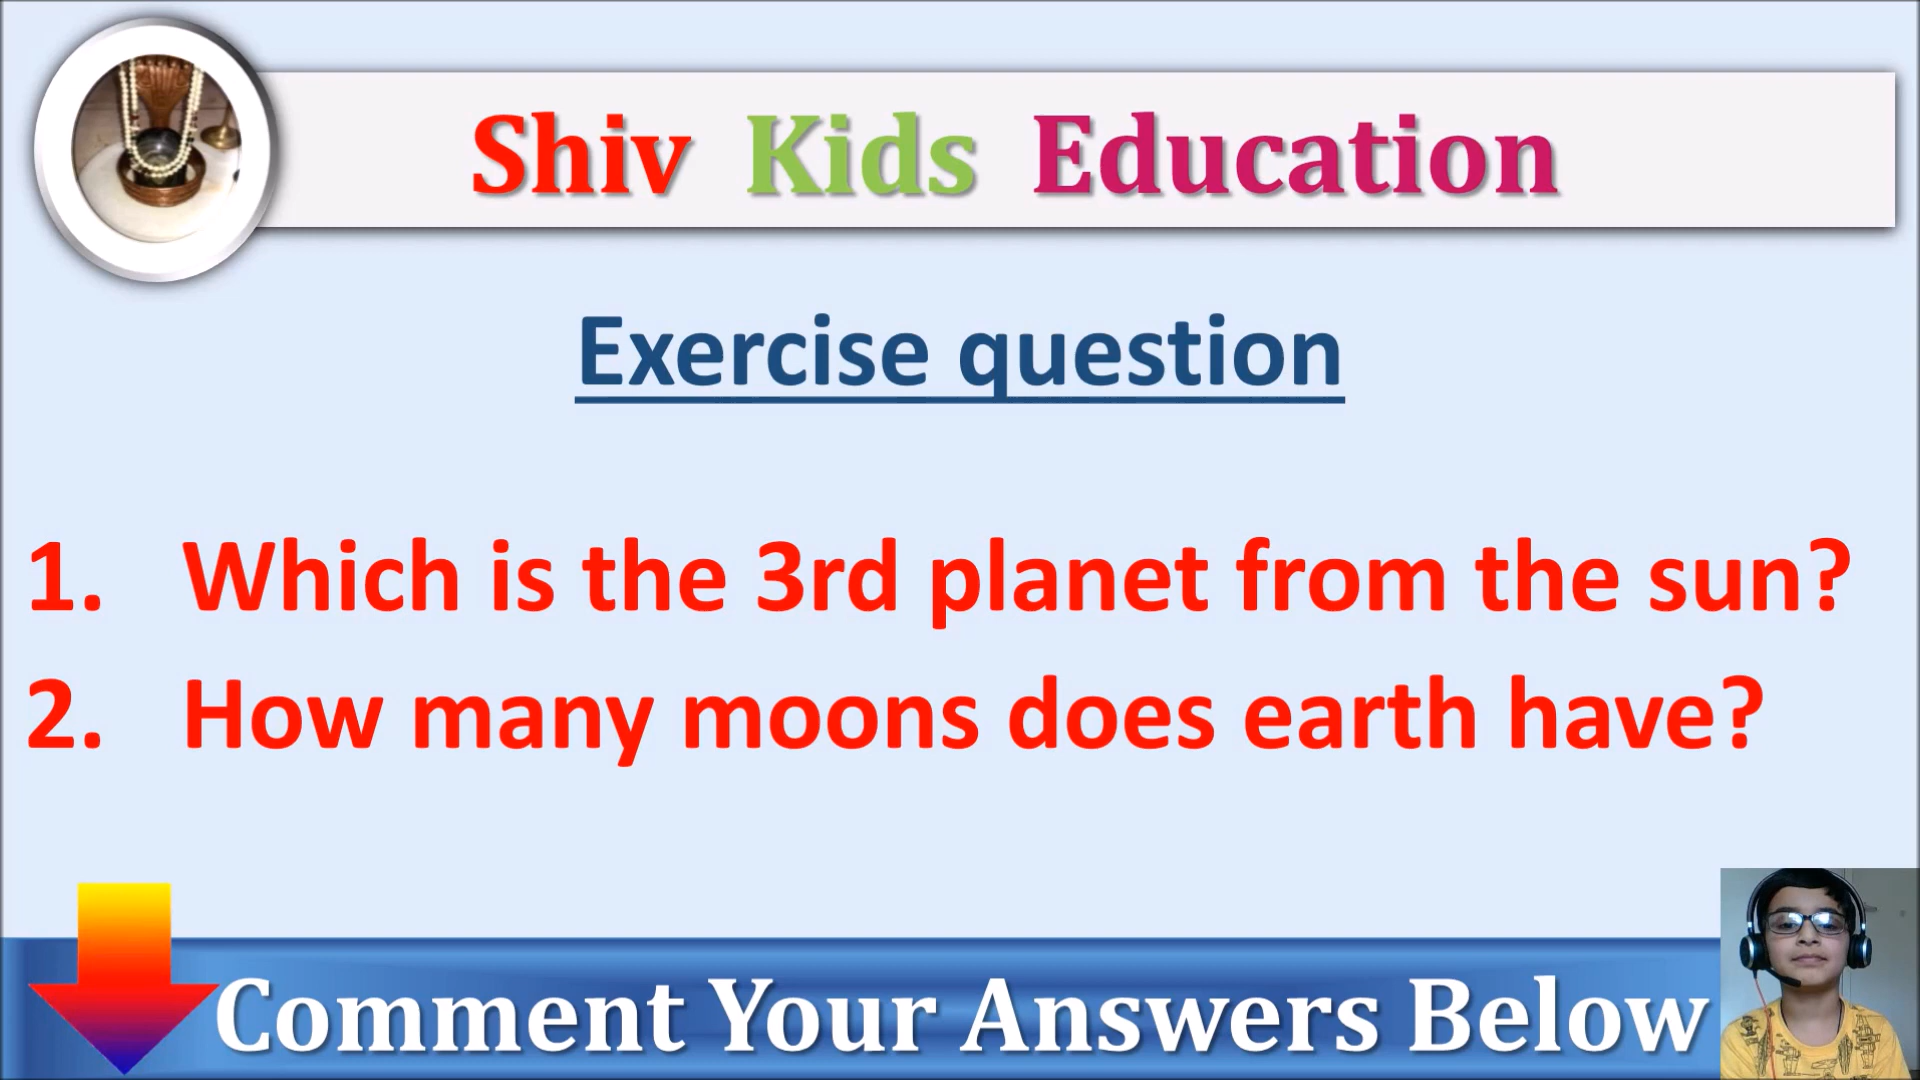 Shiv Kids Education
Exercise question
1. Which is the 3rd planet from the sun?
2. How many moons does earth have?
Comment Your Answers Below